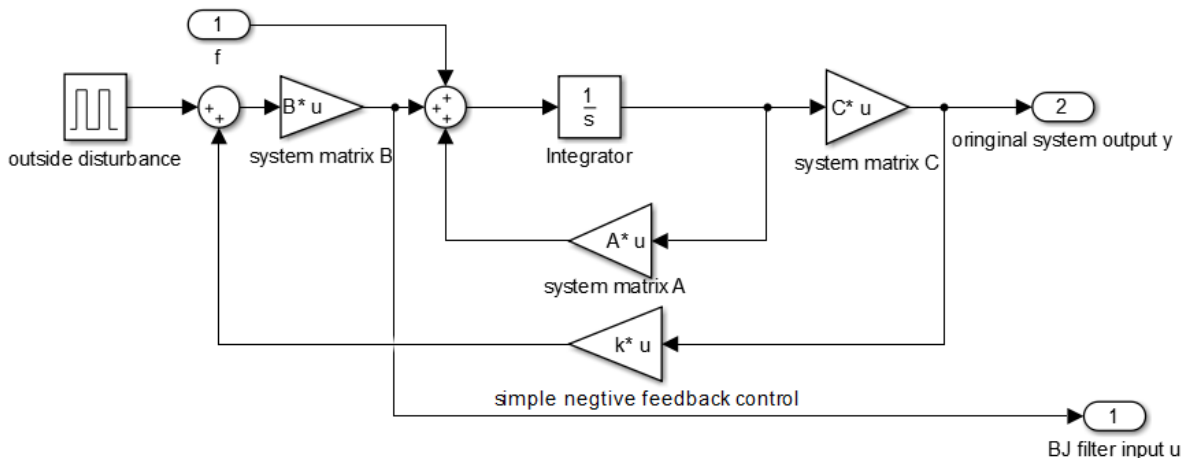 1
f
outside disturbance
+
+
B* u
system matrix B
+
+
+
1
s
Integrator
C* u
system matrix C
2
oringinal system output y
A* u
system matrix A
k* u
simple negtive feedback control
1
BJ filter input u